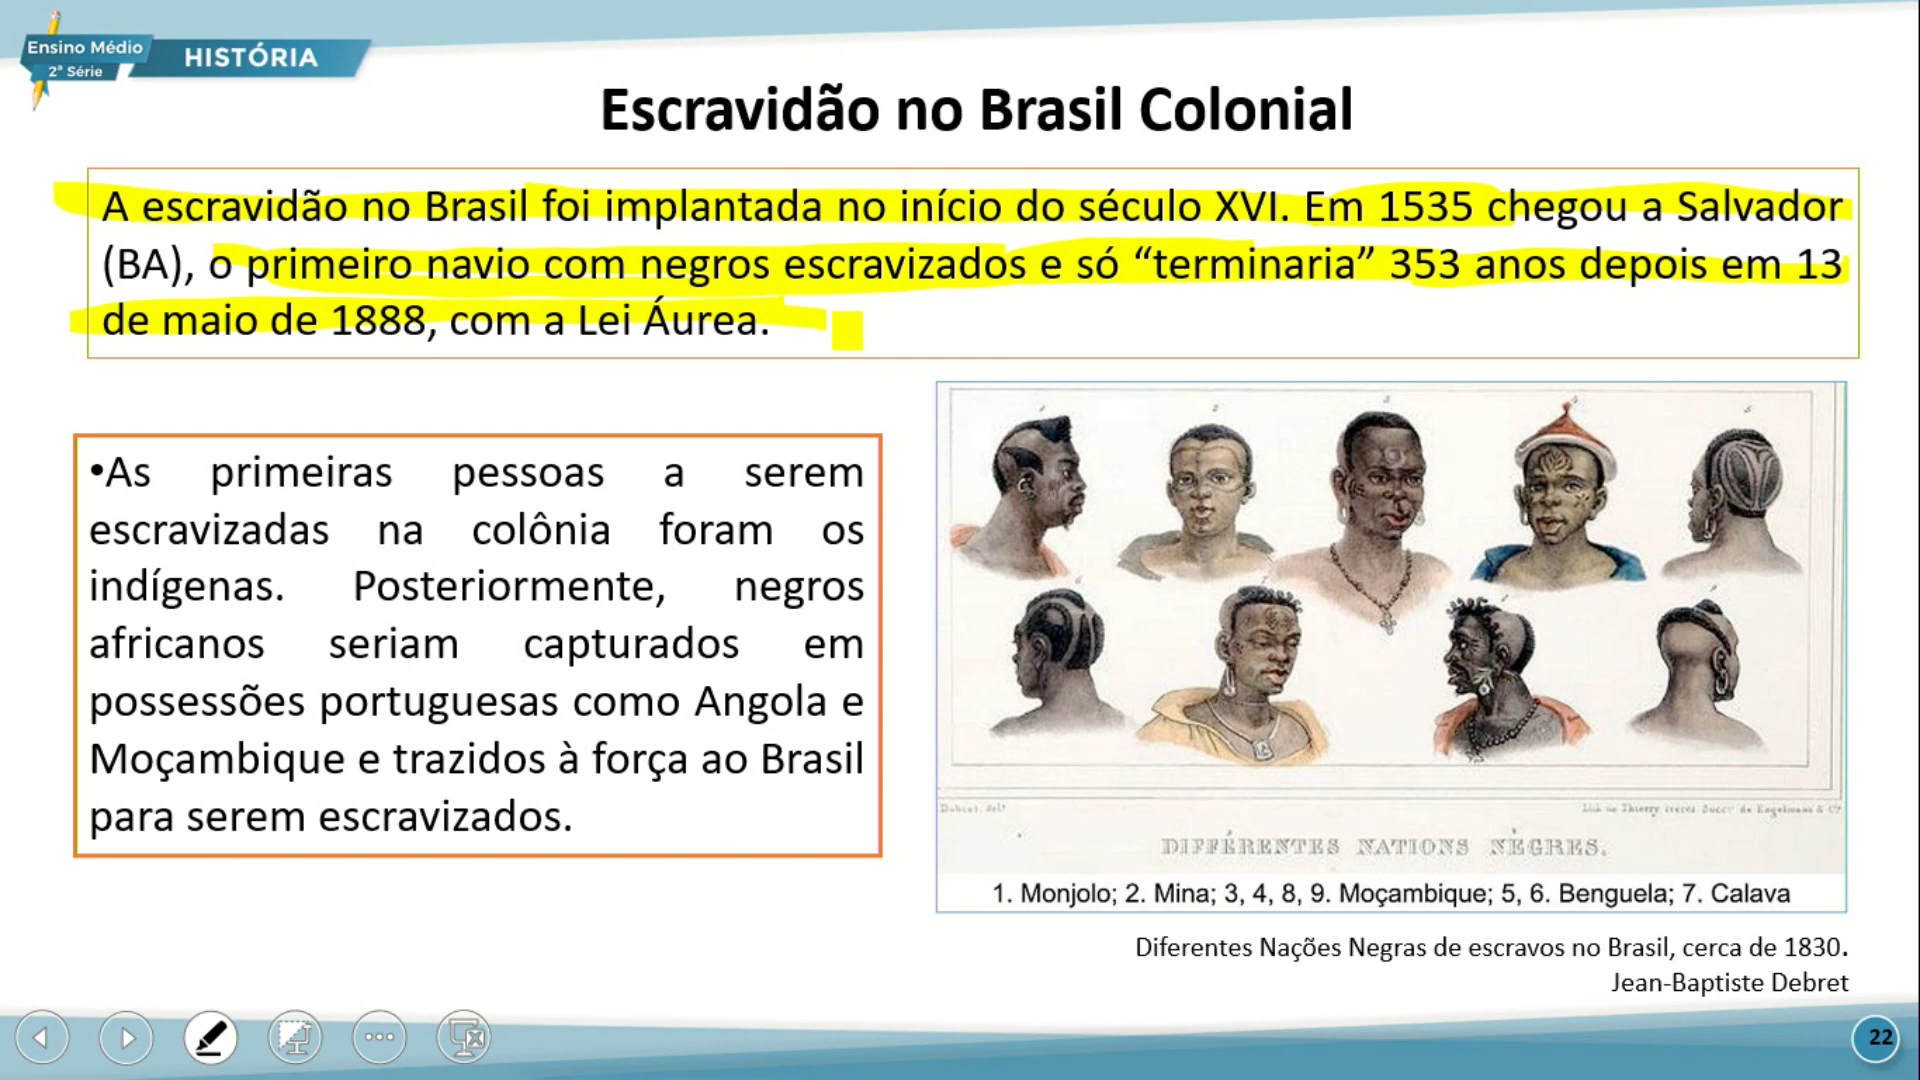 Ensino Médio
2ª Série
HISTÓRIA
Escravidão no Brasil Colonial
A escravidão no Brasil foi implantada no início do século XVI. Em 1535 chegou a Salvador
(BA), o primeiro navio com negros escravizados e só “terminaria” 353 anos depois em 13
de maio de 1888, com a Lei Áurea.
•As primeiras pessoas a serem
escravizadas na colônia foram os
indígenas. Posteriormente, negros
africanos seriam capturados em
possessões portuguesas como Angola e
Moçambique e trazidos à força ao Brasil
para serem escravizados.
DIFFÉRENTES NATIONS NÈGRES.
1. Monjolo; 2. Mina; 3, 4, 8, 9. Moçambique; 5, 6. Benguela; 7. Calava
Diferentes Nações Negras de escravos no Brasil, cerca de 1830.
Jean-Baptiste Debret
22